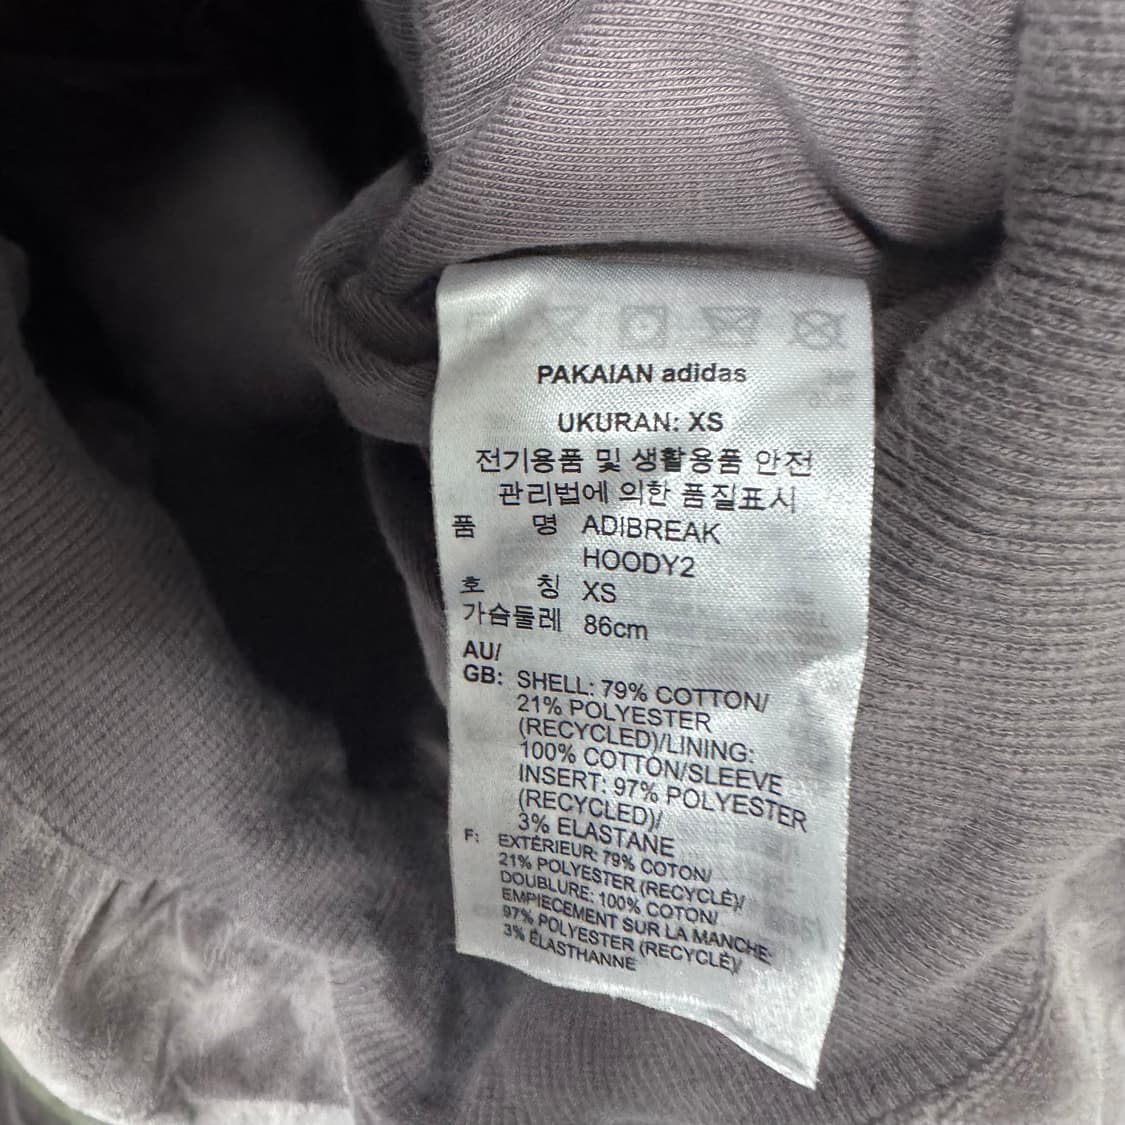 PAKAIAN adidas
UKURAN: XS
전기용품 및 생활용품 안전
관리법에 의한 품질표시
품 명 ADIBREAK
HOODY2
호 칭 XS
가슴둘레 86cm
AU/
GB: SHELL: 79% COTTON/
21% POLYESTER
(RECYCLED)/LINING:
100% COTTON/SLEEVE
INSERT: 97% POLYESTER
(RECYCLED)/
3% ELASTANE
F: EXTÉRIEUR: 79% COTON/
21% POLYESTER (RECYCLÉ)/
DOUBLURE: 100% COTON/
EMPIECEMENT SUR LA MANCHE:
97% POLYESTER (RECYCLÉ)/
3% ÉLASTHANNE